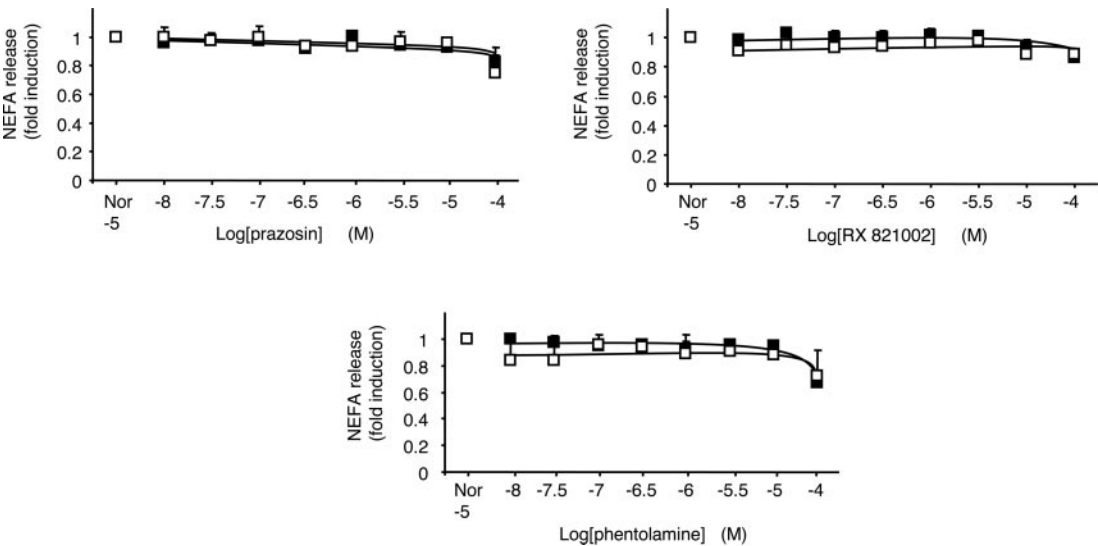 NEFA release
(fold induction)
1
0.8
0.6
0.4
0.2
0
Nor -8 -7.5 -7 -6.5 -6 -5.5 -5 -4
-5
Log[prazosin] (M)
NEFA release
(fold induction)
1
0.8
0.6
0.4
0.2
0
Nor -8 -7.5 -7 -6.5 -6 -5.5 -5 -4
-5
Log[RX 821002] (M)
NEFA release
(fold induction)
1
0.8
0.6
0.4
0.2
0
Nor -8 -7.5 -7 -6.5 -6 -5.5 -5 -4
-5
Log[phentolamine] (M)